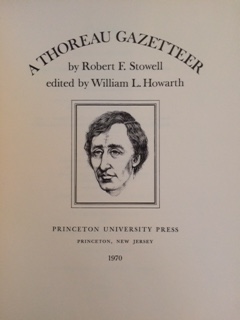 A THOREAU GAZETTEER
by Robert F. Stowell
edited by William L. Howarth
PRINCETON UNIVERSITY PRESS
PRINCETON, NEW JERSEY
1970